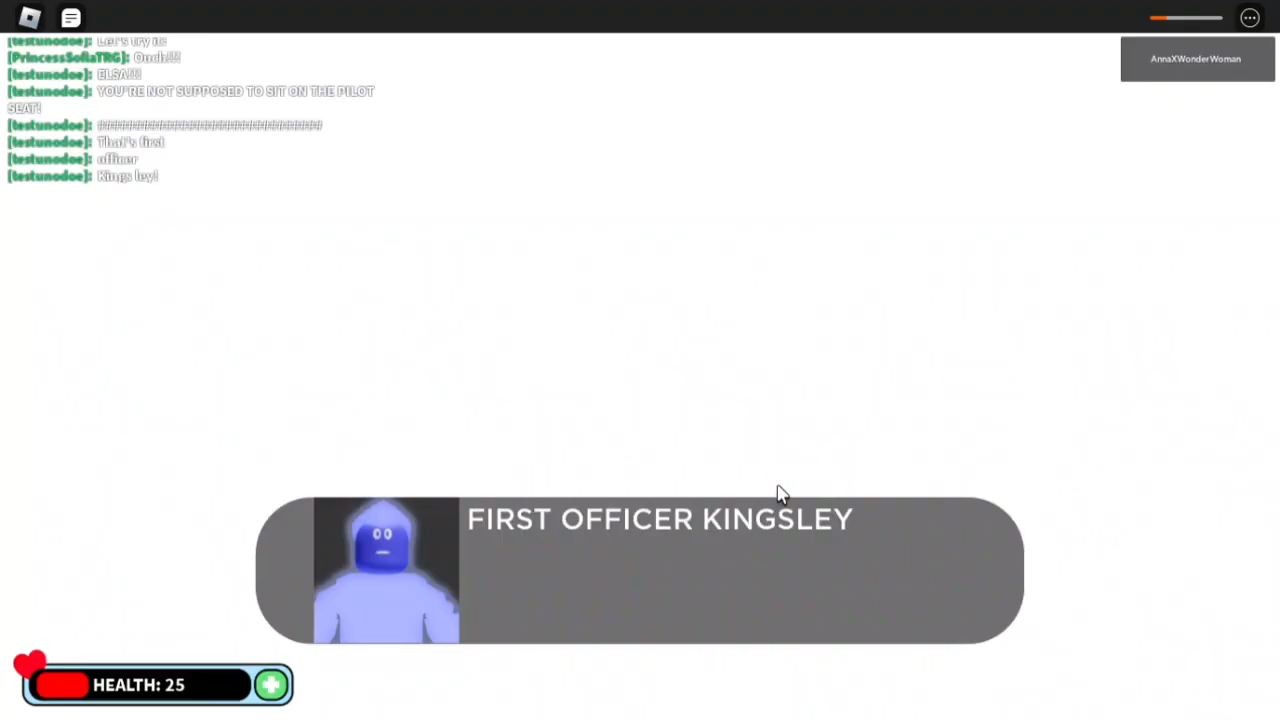 [testunodoe]: Let's try it!
[PrincessSofiaTRG]: Ouch!!!
[testunodoe]: ELSA!!!
[testunodoe]: YOU'RE NOT SUPPOSED TO SIT ON THE PILOT
SEAT!
[testunodoe]: ################################
[testunodoe]: That's first
[testunodoe]: officer
[testunodoe]: Kings ley!
AnnaXWonderWoman
FIRST OFFICER KINGSLEY
HEALTH: 25